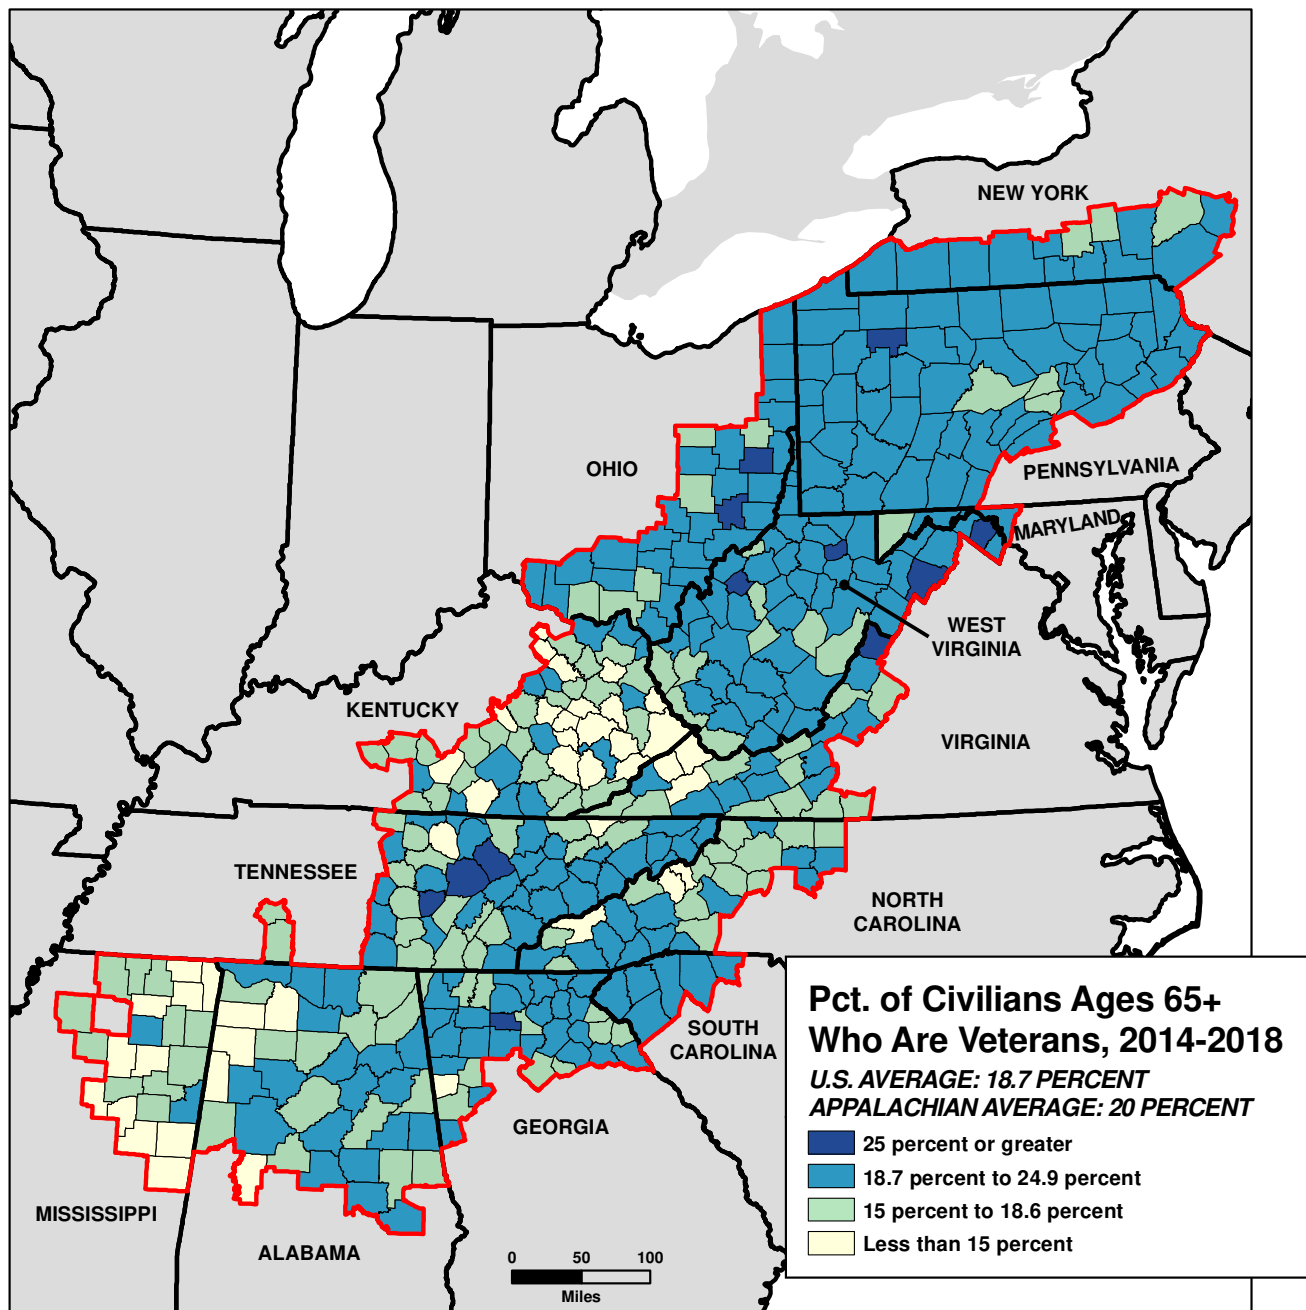 NEW YORK
OHIO
PENNSYLVANIA
MARYLAND
WEST
VIRGINIA
KENTUCKY
VIRGINIA
TENNESSEE
NORTH
CAROLINA
SOUTH
CAROLINA
GEORGIA
MISSISSIPPI
ALABAMA
0 50 100
Miles
Pct. of Civilians Ages 65+
Who Are Veterans, 2014-2018
U.S. AVERAGE: 18.7 PERCENT
APPALACHIAN AVERAGE: 20 PERCENT
25 percent or greater
18.7 percent to 24.9 percent
15 percent to 18.6 percent
Less than 15 percent